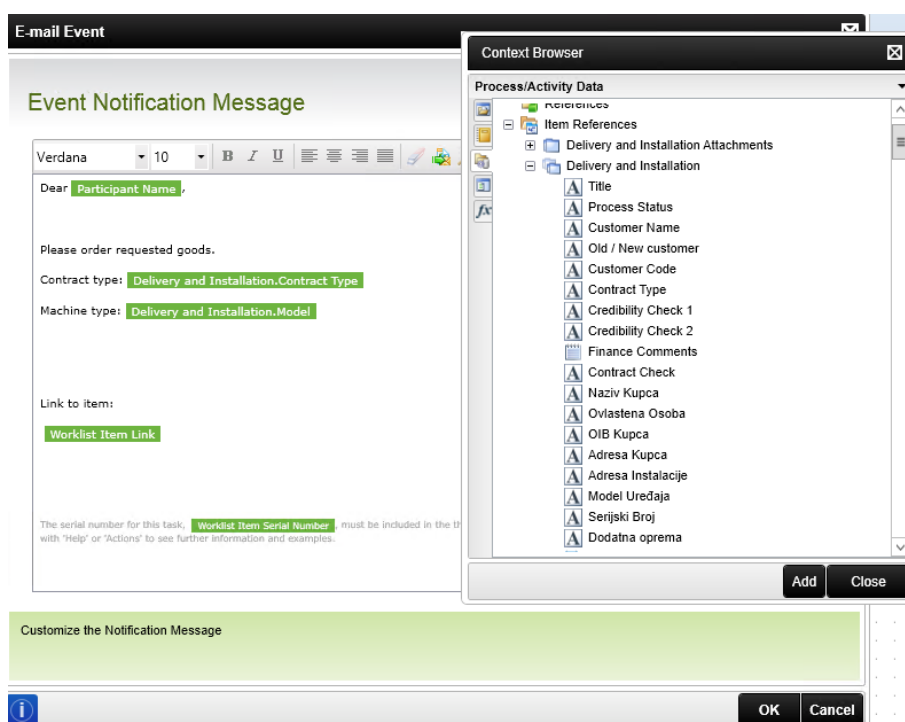 E-mail Event
Event Notification Message
Verdana
10
B I U
Dear Participant Name ,
Please order requested goods.
Contract type: Delivery and Installation.Contract Type
Machine type: Delivery and Installation.Model
Link to item:
Worklist Item Link
The serial number for this task, Worklist Item Serial Number , must be included in the
with 'Help' or 'Actions' to see further information and examples.
Customize the Notification Message
OK
Cancel
Context Browser
Process/Activity Data
fx
References
Item References
Delivery and Installation Attachments
Delivery and Installation
A Title
A Process Status
A Customer Name
A Old / New customer
A Customer Code
A Contract Type
A Credibility Check 1
A Credibility Check 2
Finance Comments
A Contract Check
A Naziv Kupca
A Ovlastena Osoba
A OIB Kupca
A Adresa Kupca
A Adresa Instalacije
A Model Uređaja
A Serijski Broj
A Dodatna oprema
Add
Close